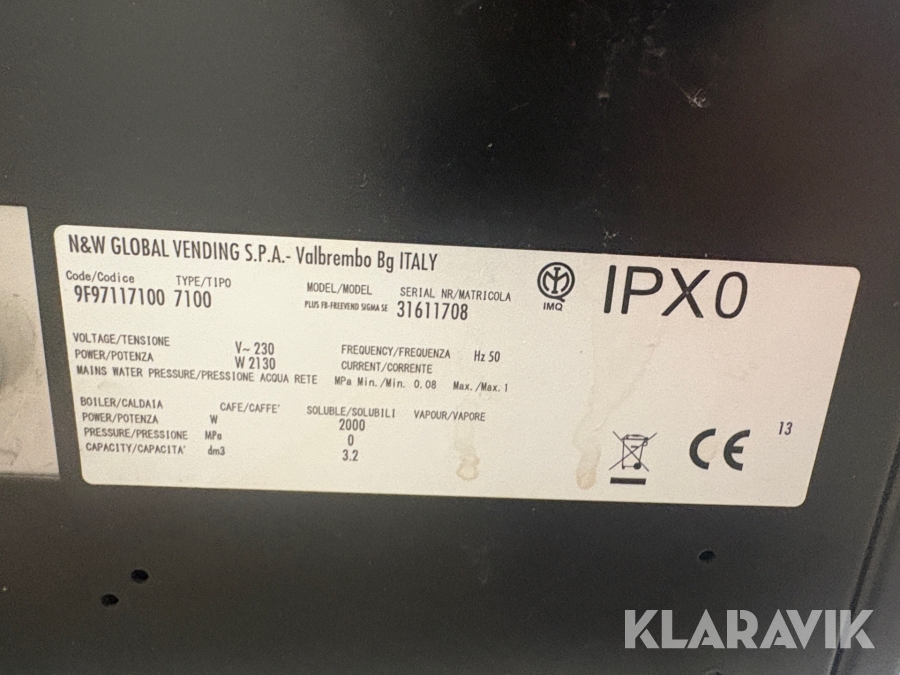 N&W GLOBAL VENDING S.P.A.- Valbrembo Bg ITALY
Code/Codice TYPE/TIPO MODEL/MODEL SERIAL NR/MATRICOLA
9F97117100 7100 PLUS FB-FREEVEND SIGMA SE 31611708
IMQ
IPX0
VOLTAGE/TENSIONE V~ 230 FREQUENCY/FREQUENZA Hz 50
POWER/POTENZA W 2130 CURRENT/CORRENTE
MAINS WATER PRESSURE/PRESSIONE ACQUA RETE MPa Min./Min. 0.08 Max./Max. 1
BOILER/CALDAIA CAFE/CAFFE' SOLUBLE/SOLUBILI VAPOUR/VAPORE
POWER/POTENZA W 2000
PRESSURE/PRESSIONE MPa 0
CAPACITY/CAPACITA' dm3 3.2
CE
13
KLARAVIK